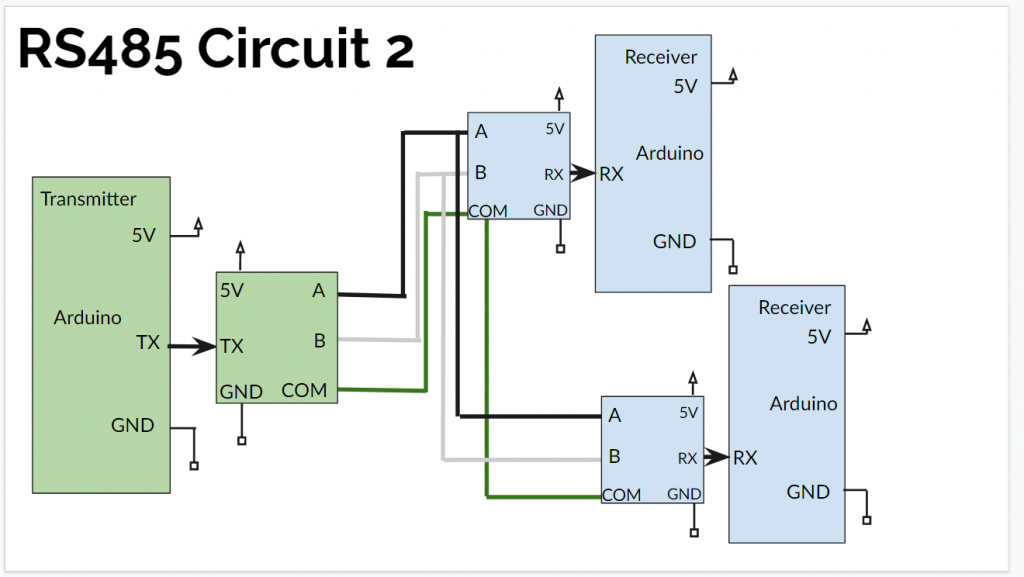 RS485 Circuit 2
Transmitter
5V
Arduino
TX
GND
5V
A
TX
B
GND
COM
A
5V
B
RX
COM
GND
Receiver
5V
Arduino
RX
GND
A
5V
B
RX
COM
GND
Receiver
5V
Arduino
RX
GND